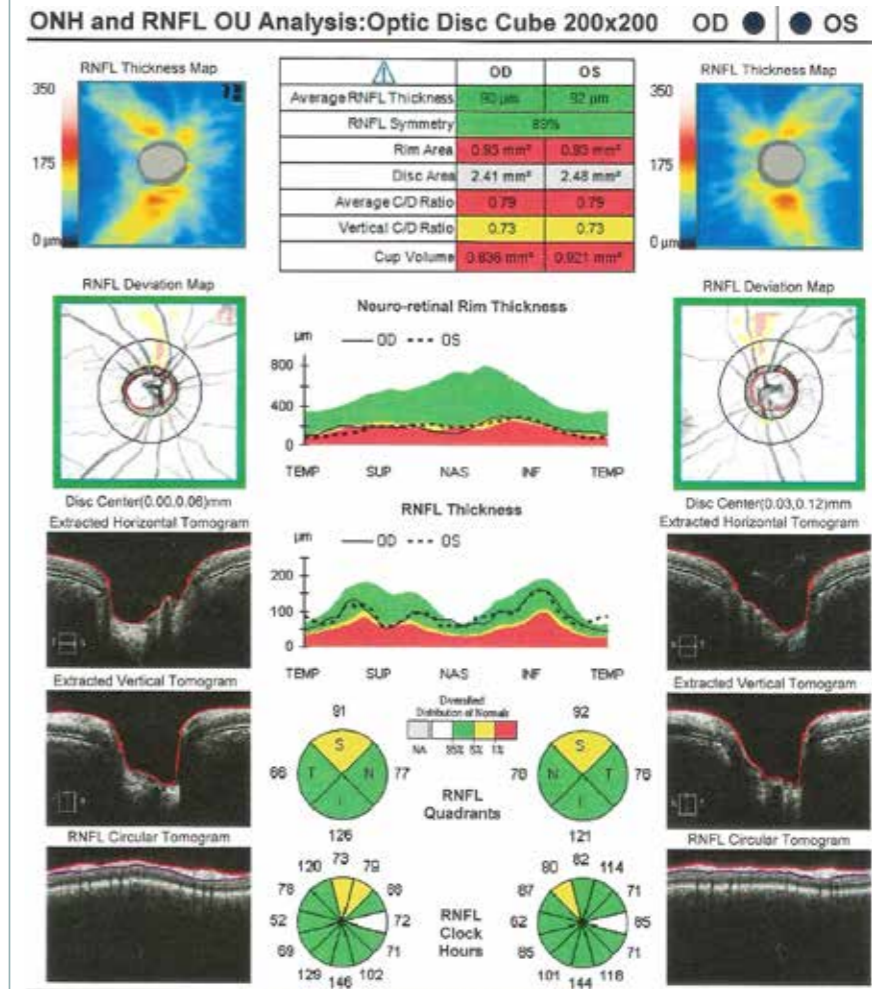 ONH and RNFL OU Analysis:Optic Disc Cube 200x200 OD OS
RNFL Thickness Map
350
175
0 μm
OD OS
Average RNFL Thickness 90 μm 92 μm
RNFL Symmetry 89%
Rim Area 0.93 mm² 0.93 mm²
Disc Area 2.41 mm² 2.48 mm²
Average C/D Ratio 0.79 0.79
Vertical C/D Ratio 0.73 0.73
Cup Volume 0.836 mm³ 0.921 mm³
RNFL Thickness Map
350
175
0 μm
RNFL Deviation Map
Neuro-retinal Rim Thickness
μm OD OS
800
400
0
TEMP SUP NAS INF TEMP
RNFL Deviation Map
Disc Center(0.00,0.06)mm
Disc Center(0.03,0.12)mm
Extracted Horizontal Tomogram
RNFL Thickness
μm OD OS
200
100
0
TEMP SUP NAS INF TEMP
Extracted Horizontal Tomogram
Extracted Vertical Tomogram
Extracted Vertical Tomogram
Diversified
Distribution of Normals
NA 95% 5% 1%
91
S
66 T N 77
I
126
RNFL
Quadrants
92
S
78 N T 76
I
121
RNFL Circular Tomogram
RNFL Circular Tomogram
120 73 79
78 88
52 72
69 71
129 146 102
RNFL
Clock
Hours
80 82 114
87 71
62 85
85 71
101 144 118